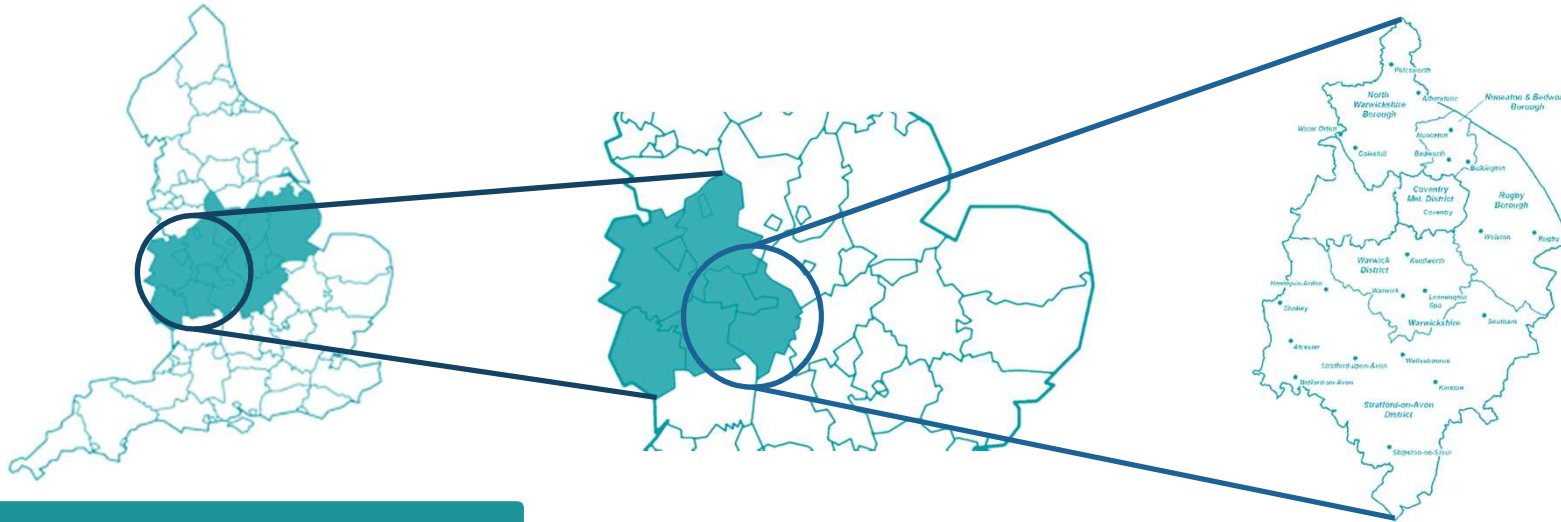 Polesworth
North
Warwickshire
Borough
Atherstone
Nuneaton & Bedwo
Borough
Water Orton
Nuneaton
Coleshill
Bedworth
Bulkington
Coventry
Met. District
Coventry
Rugby
Borough
Wolston
Rugby
Warwick
District
Kenilworth
Henley-in-Arden
Warwick
Leamington
Spa
Studley
Warwickshire
Southam
Alcester
Wellesbourne
Stratford-upon-Avon
Bidford-on-Avon
Kineton
Stratford-on-Avon
District
Shipston-on-Stour